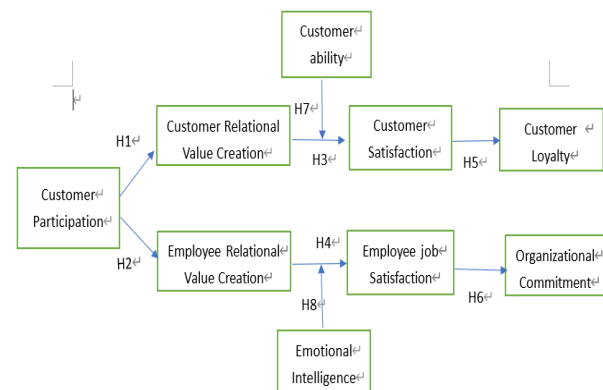 Customer
ability
H7
H1
Customer Relational
Value Creation
H3
Customer
Satisfaction
H5
Customer
Loyalty
Customer
Participation
H2
Employee Relational
Value Creation
H4
H8
Employee job
Satisfaction
H6
Organizational
Commitment
Emotional
Intelligence